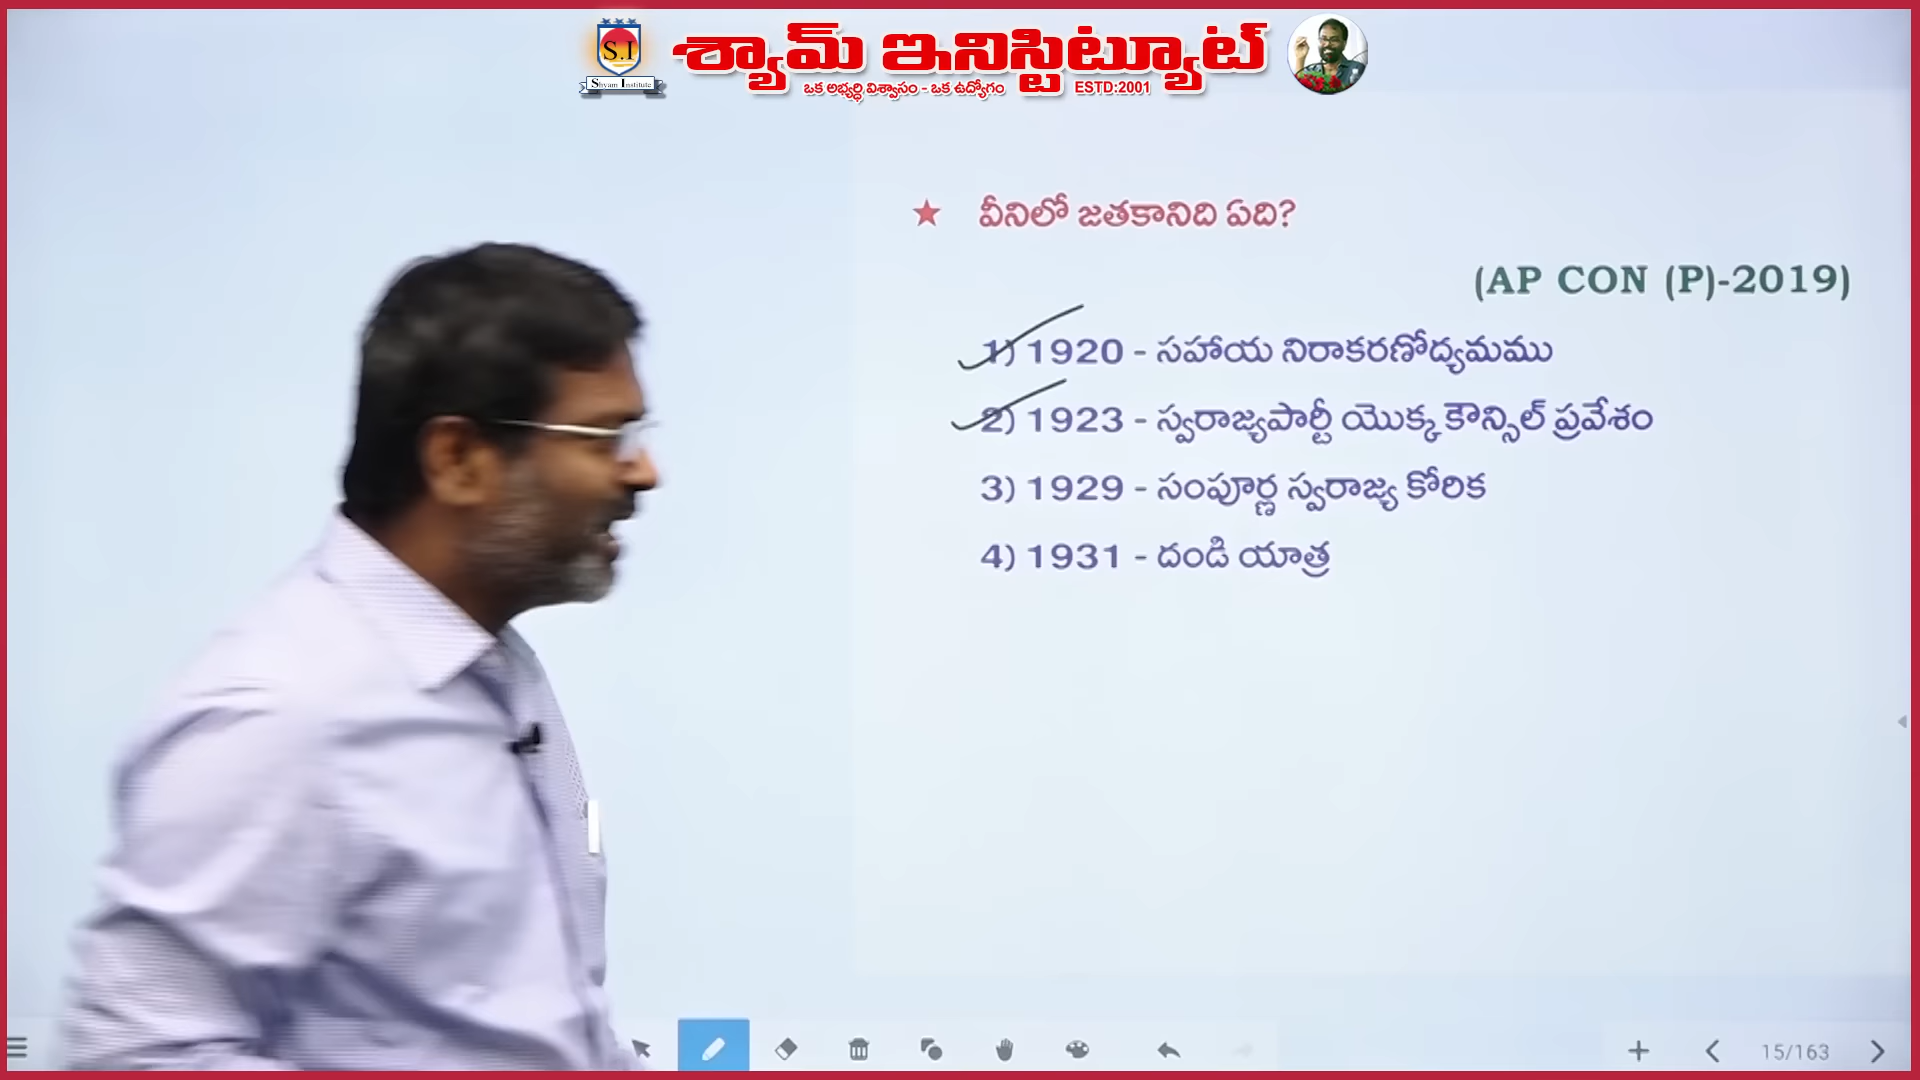 S.I
Shyam Institute
శ్యామ్ ఇనిస్టిట్యూట్
ఒక అభ్యర్థి విశ్వాసం - ఒక ఉద్యోగం ESTD:2001
★ వీనిలో జతకానిది ఏది?
(AP CON (P)-2019)
1) 1920 - సహాయ నిరాకరణోద్యమము
2) 1923 - స్వరాజ్యపార్టీ యొక్క కౌన్సిల్ ప్రవేశం
3) 1929 - సంపూర్ణ స్వరాజ్య కోరిక
4) 1931 - దండి యాత్ర
15/163